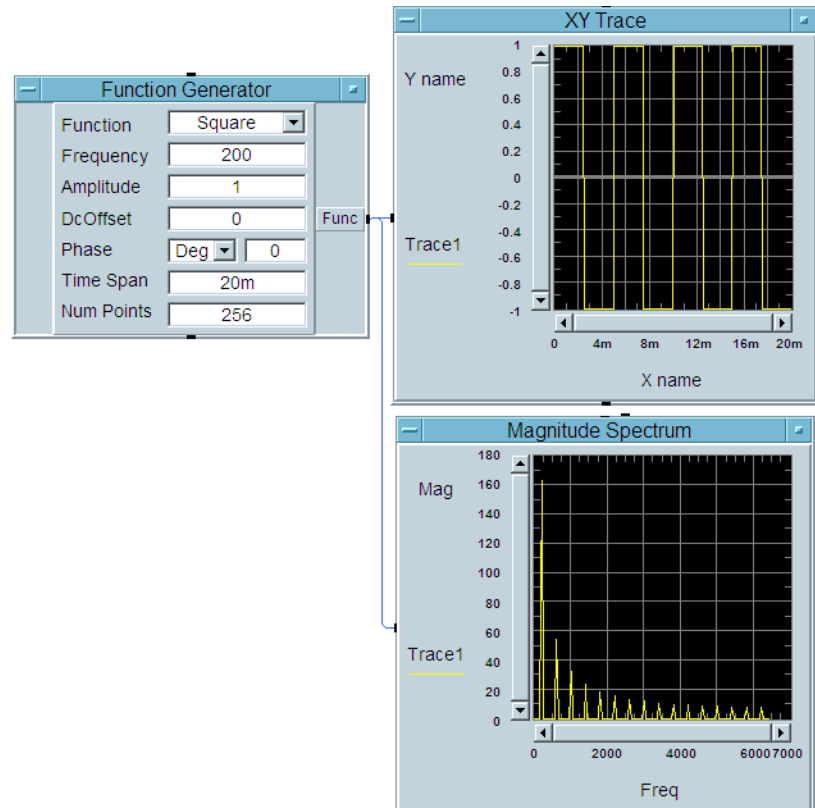 Function Generator
Function Square
Frequency 200
Amplitude 1
DcOffset 0
Phase Deg 0
Time Span 20m
Num Points 256
Func
XY Trace
Y name
Trace1
1
0.8
0.6
0.4
0.2
0
-0.2
-0.4
-0.6
-0.8
-1
0 4m 8m 12m 16m 20m
X name
Magnitude Spectrum
Mag
Trace1
180
160
140
120
100
80
60
40
20
0
0 2000 4000 6000 7000
Freq